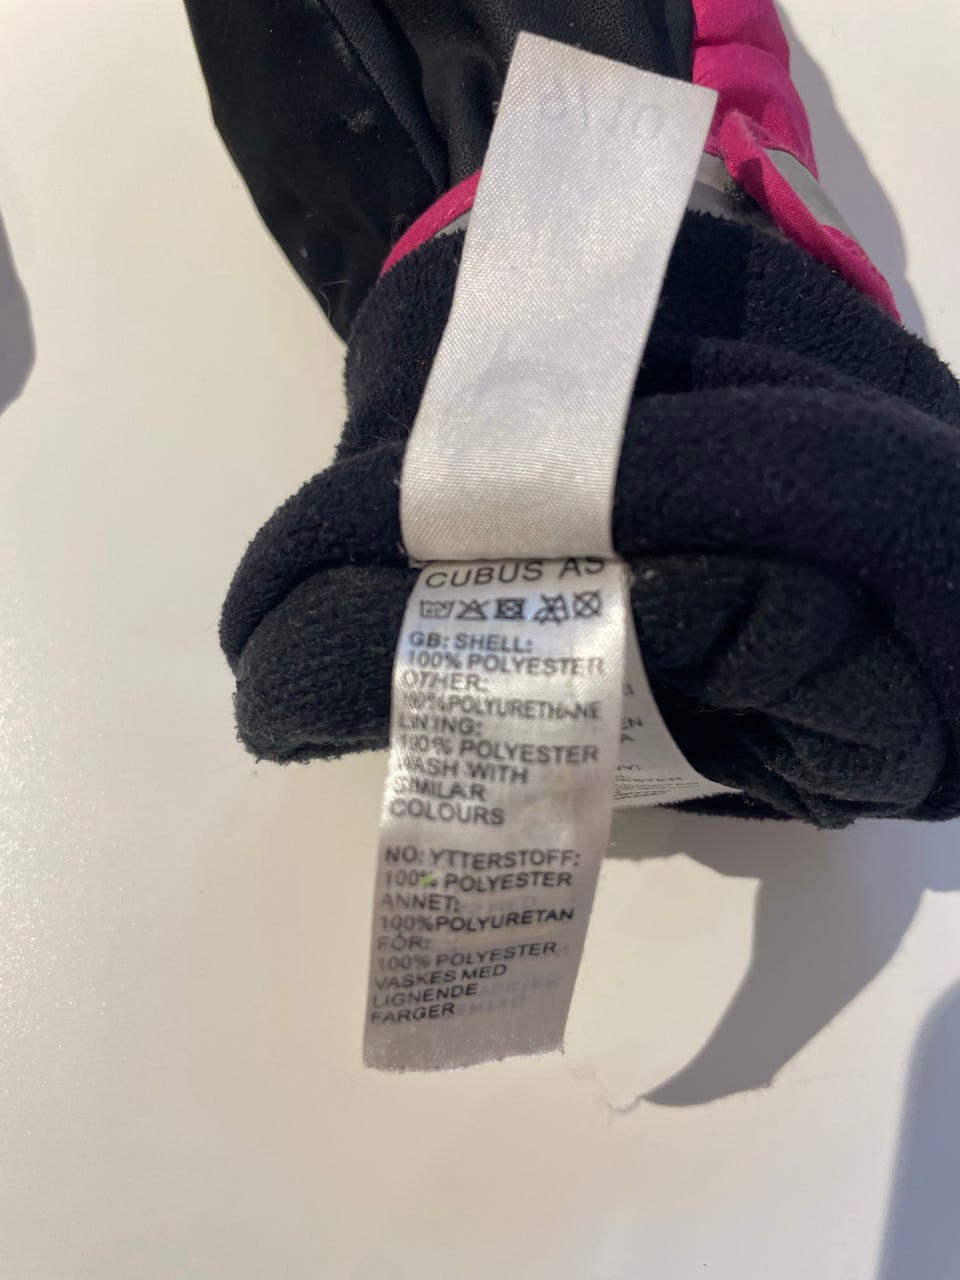 CUBUS AS
GB: SHELL:
100% POLYESTER
OTHER:
100%POLYURETHANE
LINING:
100% POLYESTER
WASH WITH
SIMILAR
COLOURS
NO: YTTERSTOFF:
100% POLYESTER
ANNET:
100%POLYURETAN
FÓR:
100% POLYESTER
VASKES MED
LIGNENDE
FARGER